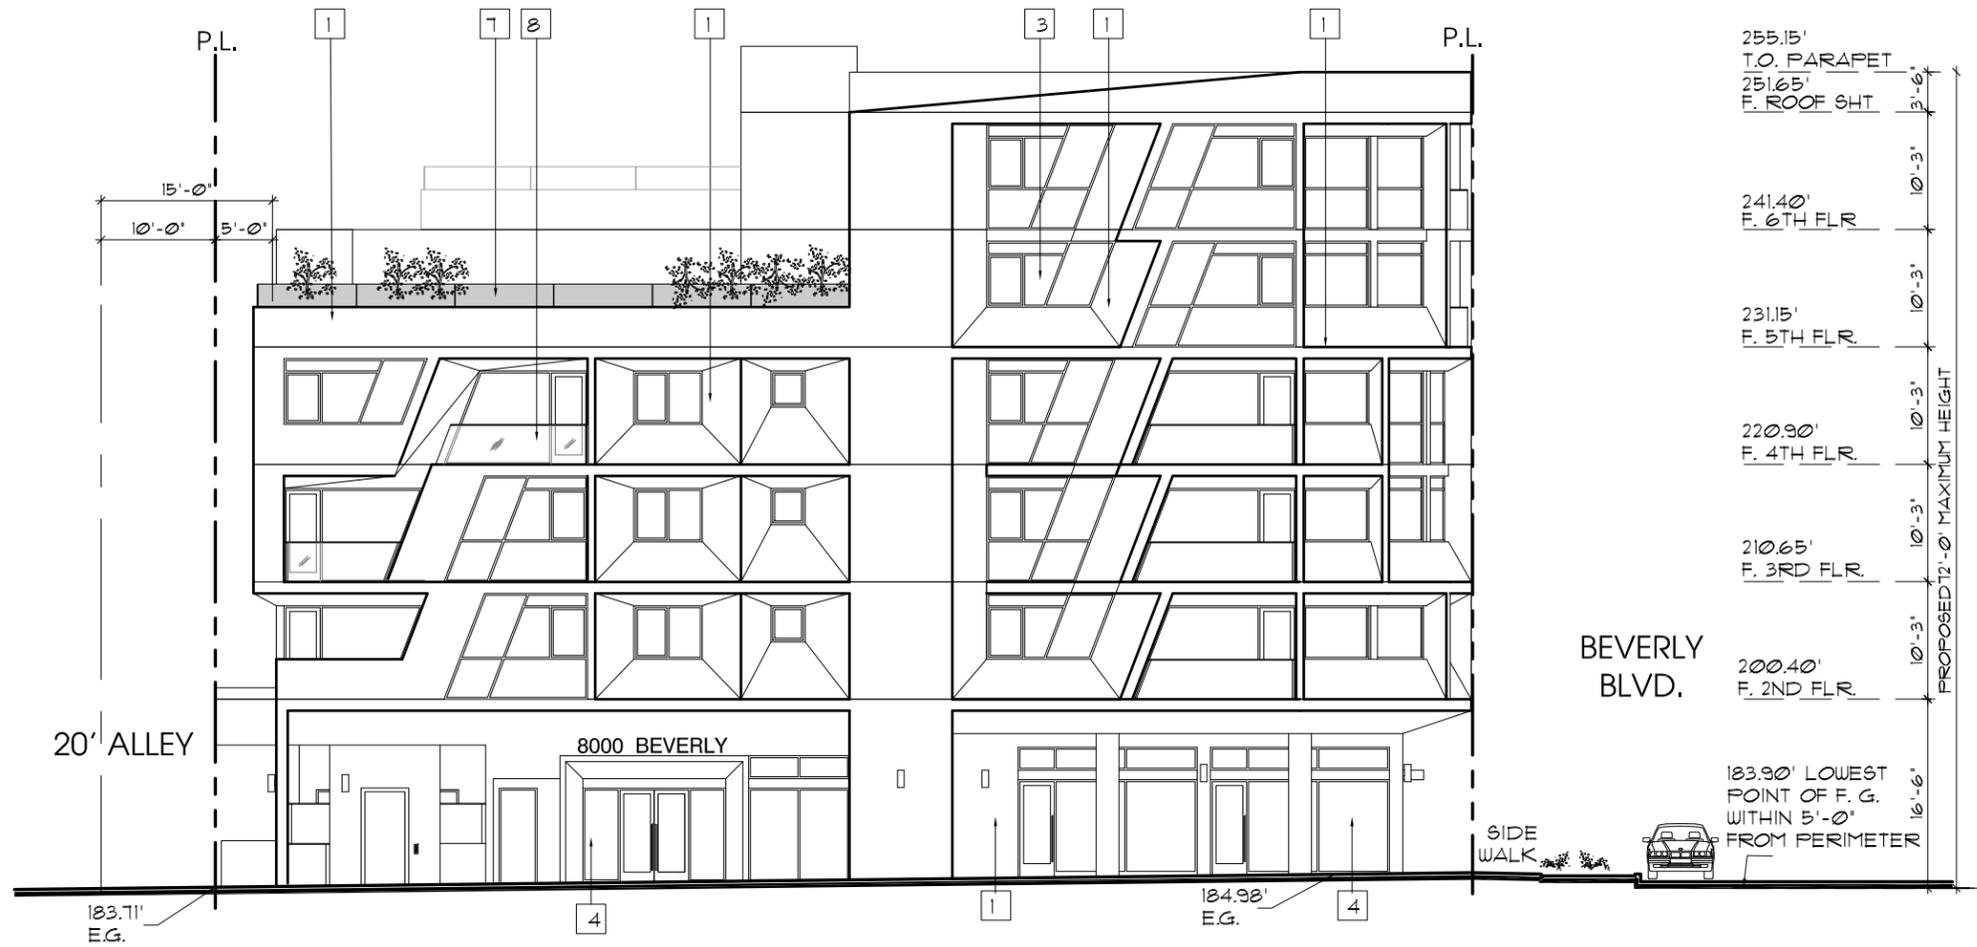 1
7
8
1
3
1
1
P.L.
P.L.
255.15'
T.O. PARAPET
251.65'
F. ROOF SHT
3'-6"
10'-3"
15'-0"
10'-0"
5'-0"
241.40'
F. 6TH FLR
10'-3"
231.15'
F. 5TH FLR.
10'-3"
220.90'
F. 4TH FLR.
10'-3"
210.65'
F. 3RD FLR.
10'-3"
200.40'
F. 2ND FLR.
PROPOSED 72'-0' MAXIMUM HEIGHT
BEVERLY
BLVD.
20' ALLEY
8000 BEVERLY
183.90' LOWEST
POINT OF F. G.
WITHIN 5'-0"
FROM PERIMETER
16'-6"
SIDE
WALK
183.71'
E.G.
4
1
184.98'
E.G.
4